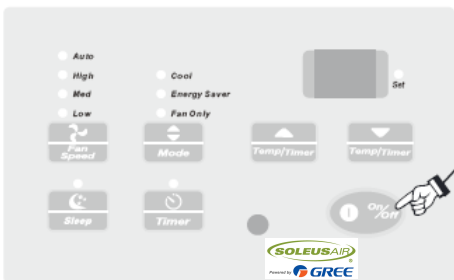 Auto
High
Med
Low
Cool
Energy Saver
Fan Only
Set
Fan
Speed
Mode
Temp/Timer
Temp/Timer
Sleep
Timer
On/Off
SOLEUSAIR
Powered by GREE